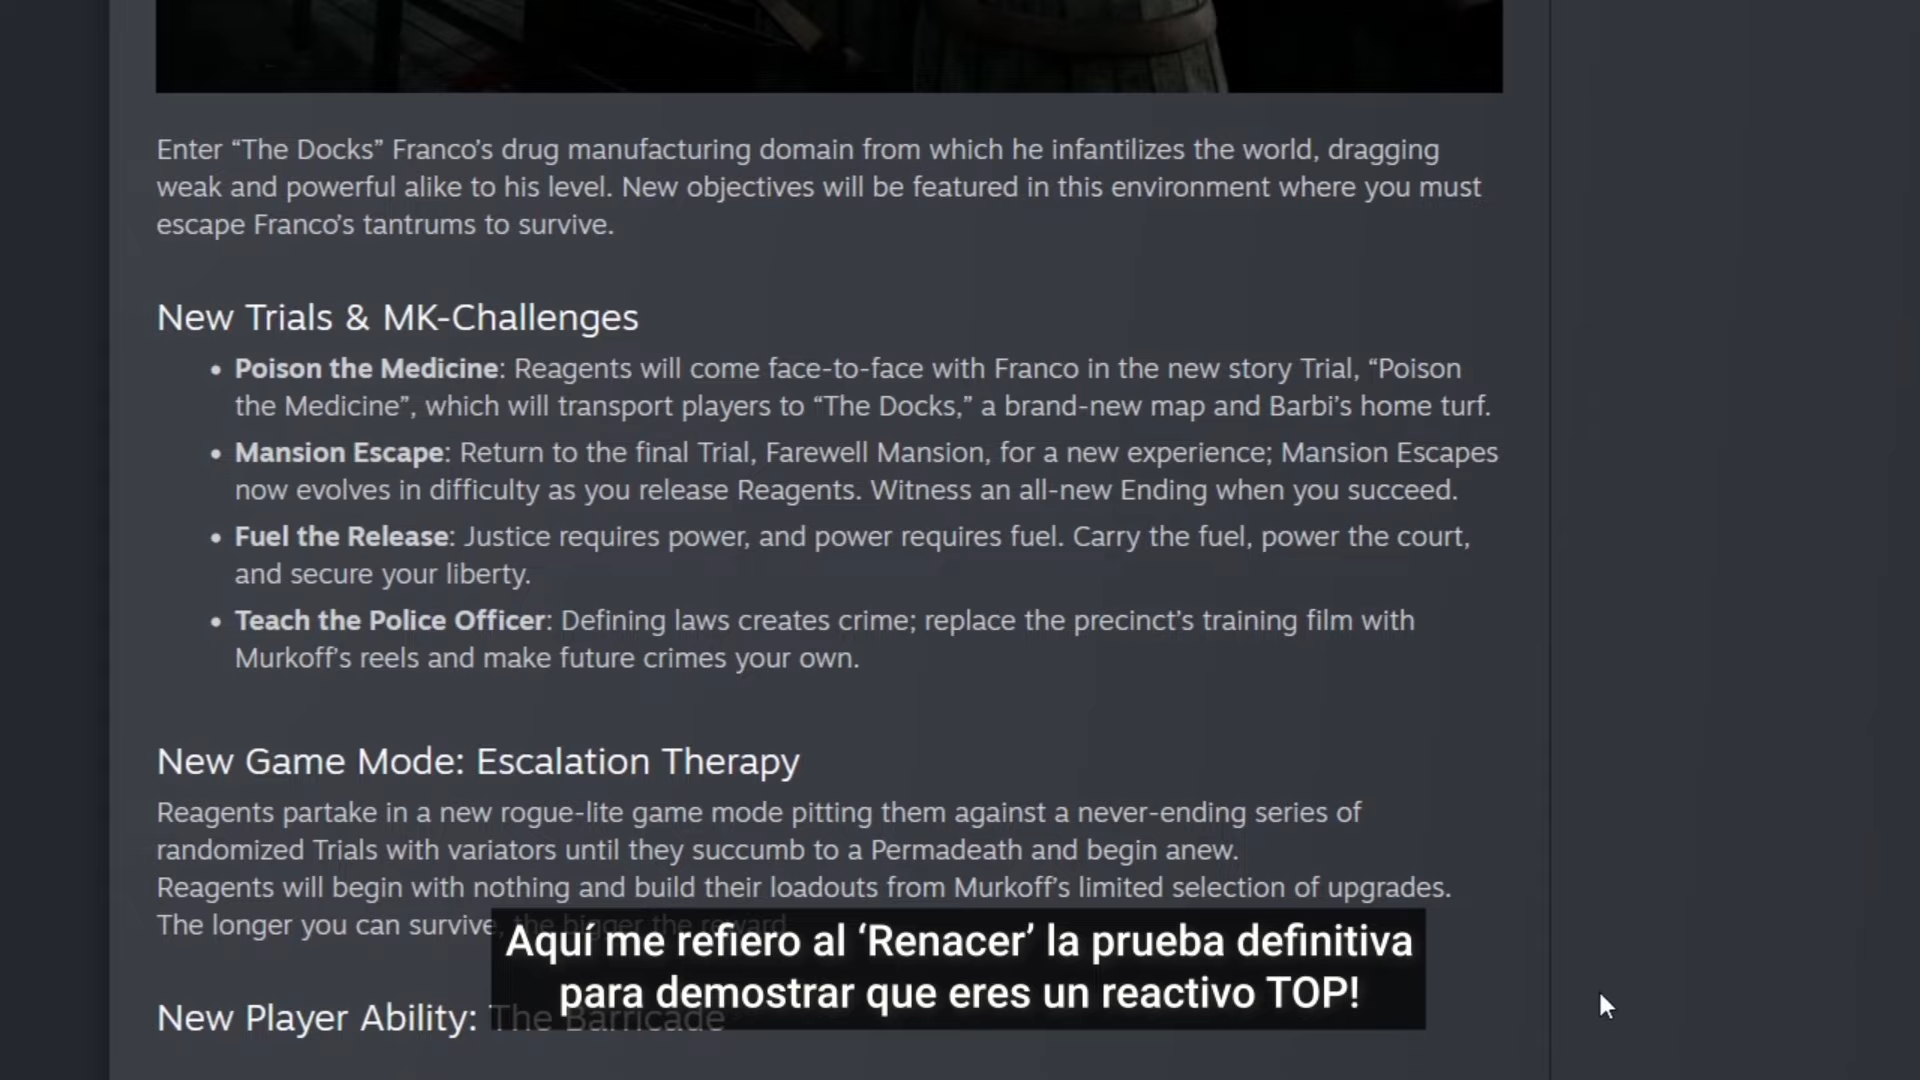 Enter “The Docks” Franco’s drug manufacturing domain from which he infantilizes the world, dragging
weak and powerful alike to his level. New objectives will be featured in this environment where you must
escape Franco’s tantrums to survive.
New Trials & MK-Challenges
• Poison the Medicine: Reagents will come face-to-face with Franco in the new story Trial, “Poison
the Medicine”, which will transport players to “The Docks,” a brand-new map and Barbi’s home turf.
• Mansion Escape: Return to the final Trial, Farewell Mansion, for a new experience; Mansion Escapes
now evolves in difficulty as you release Reagents. Witness an all-new Ending when you succeed.
• Fuel the Release: Justice requires power, and power requires fuel. Carry the fuel, power the court,
and secure your liberty.
• Teach the Police Officer: Defining laws creates crime; replace the precinct’s training film with
Murkoff’s reels and make future crimes your own.
New Game Mode: Escalation Therapy
Reagents partake in a new rogue-lite game mode pitting them against a never-ending series of
randomized Trials with variators until they succumb to a Permadeath and begin anew.
Reagents will begin with nothing and build their loadouts from Murkoff’s limited selection of upgrades.
The longer you can survive, the bigger the reward
New Player Ability: The Barricade
Aquí me refiero al ‘Renacer’ la prueba definitiva
para demostrar que eres un reactivo TOP!